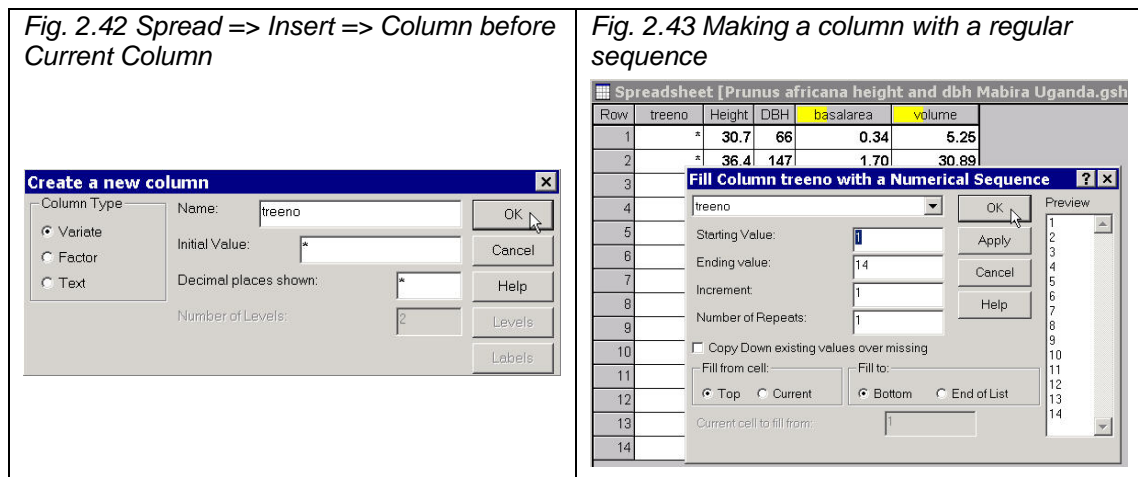 Fig. 2.42 Spread => Insert => Column before
Current Column
Create a new column
Column Type
Variate
Factor
Text
Name: treeno
Initial Value: *
Decimal places shown: *
Number of Levels: 2
OK
Cancel
Help
Levels
Labels
Fig. 2.43 Making a column with a regular
sequence
Spreadsheet [Prunus africana height and dbh Mabira Uganda.gsh
Row treeno Height DBH basalarea volume
1 * 30.7 66 0.34 5.25
2 * 36.4 147 1.70 30.89
3
4
5
6
7
8
9
10
11
12
13
14
Fill Column treeno with a Numerical Sequence
treeno
Starting Value: 1
Ending value: 14
Increment: 1
Number of Repeats: 1
Copy Down existing values over missing
Fill from cell:
Top Current
Fill to:
Bottom End of List
Current cell to fill from: 1
OK
Apply
Cancel
Help
Preview
1
2
3
4
5
6
7
8
9
10
11
12
13
14